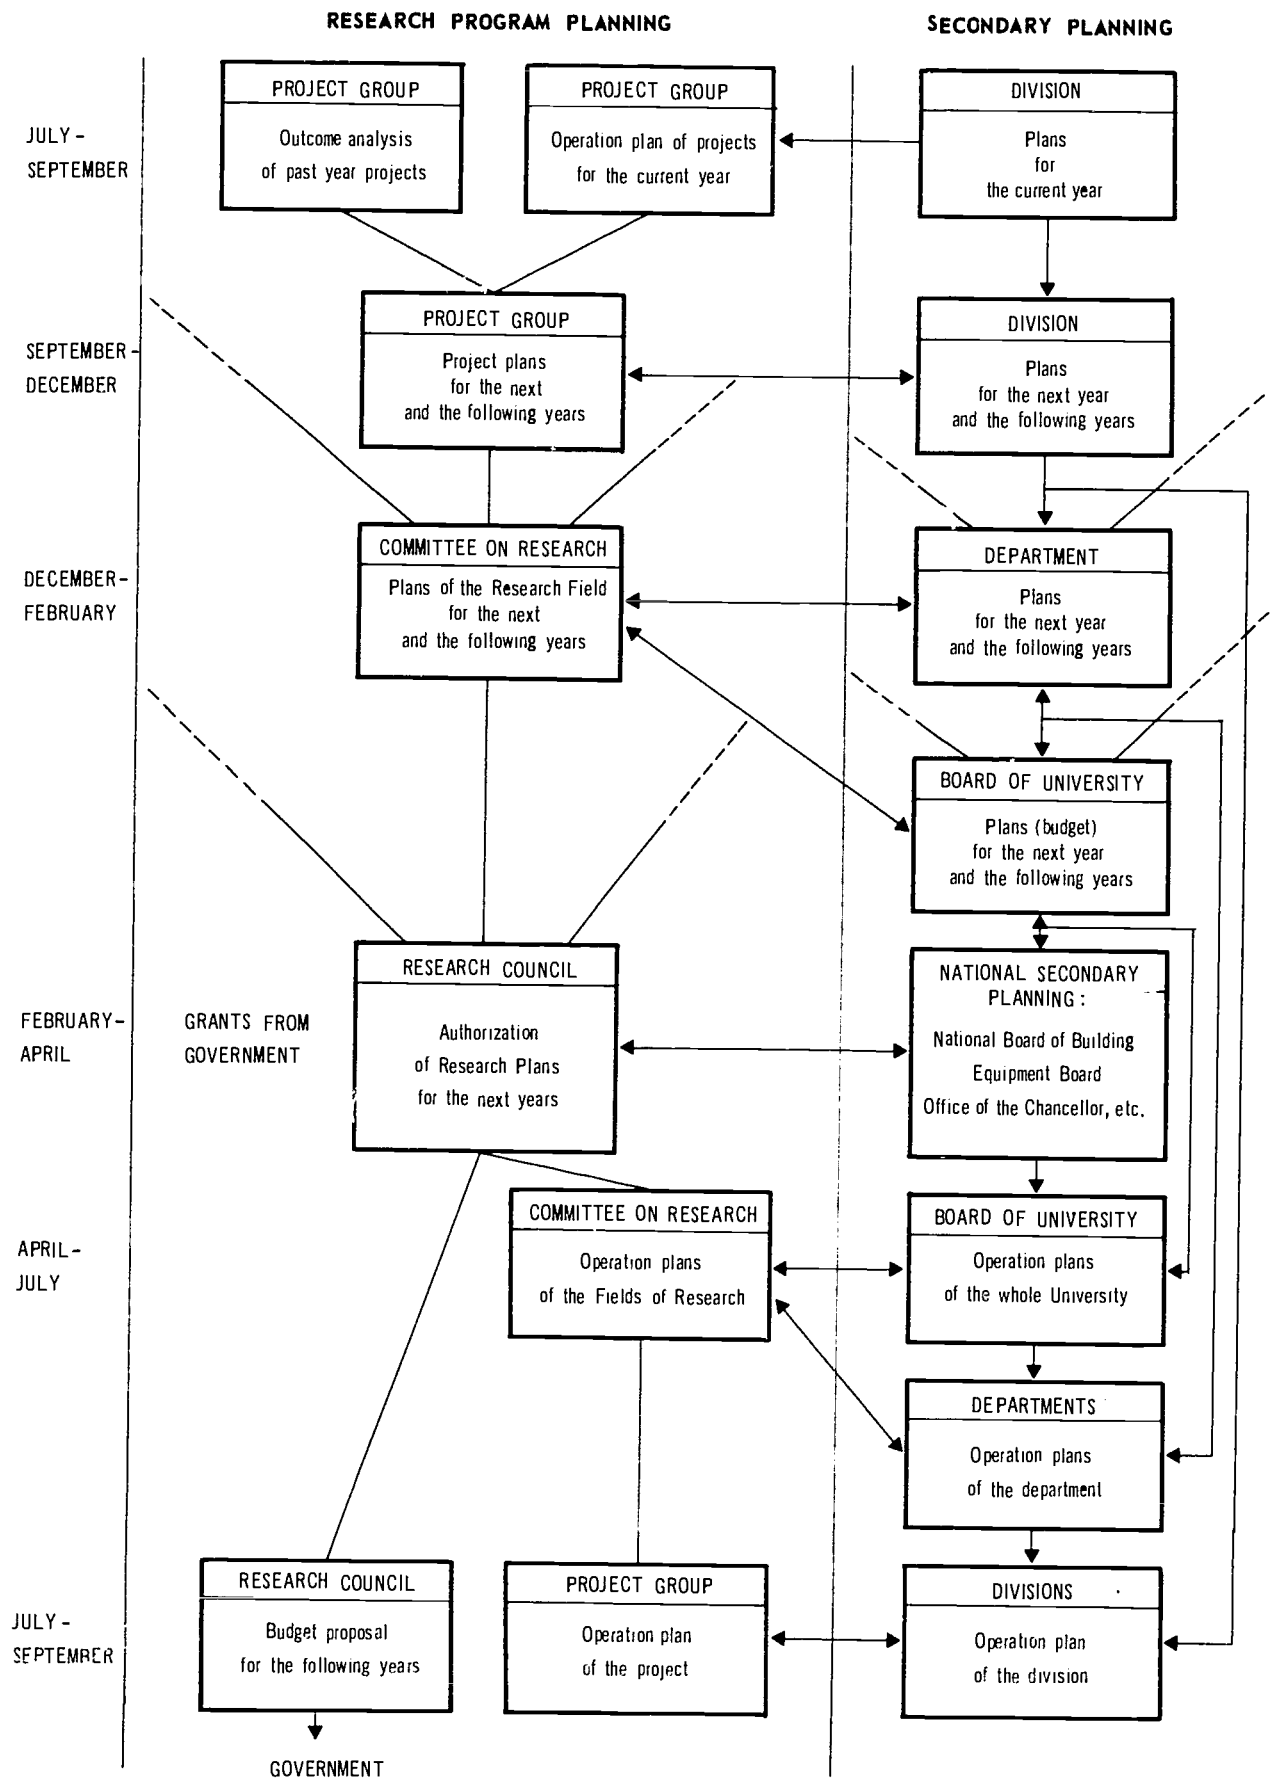 RESEARCH PROGRAM PLANNING
SECONDARY PLANNING
JULY -
SEPTEMBER
PROJECT GROUP
Outcome analysis
of past year projects
PROJECT GROUP
Operation plan of projects
for the current year
DIVISION
Plans
for
the current year
SEPTEMBER -
DECEMBER
PROJECT GROUP
Project plans
for the next
and the following years
DIVISION
Plans
for the next year
and the following years
DECEMBER -
FEBRUARY
COMMITTEE ON RESEARCH
Plans of the Research Field
for the next
and the following years
DEPARTMENT
Plans
for the next year
and the following years
BOARD OF UNIVERSITY
Plans (budget)
for the next year
and the following years
FEBRUARY -
APRIL
GRANTS FROM
GOVERNMENT
RESEARCH COUNCIL
Authorization
of Research Plans
for the next years
NATIONAL SECONDARY
PLANNING :
National Board of Building
Equipment Board
Office of the Chancellor, etc.
APRIL -
JULY
COMMITTEE ON RESEARCH
Operation plans
of the Fields of Research
BOARD OF UNIVERSITY
Operation plans
of the whole University
DEPARTMENTS
Operation plans
of the department
JULY -
SEPTEMBER
RESEARCH COUNCIL
Budget proposal
for the following years
PROJECT GROUP
Operation plan
of the project
DIVISIONS
Operation plan
of the division
GOVERNMENT